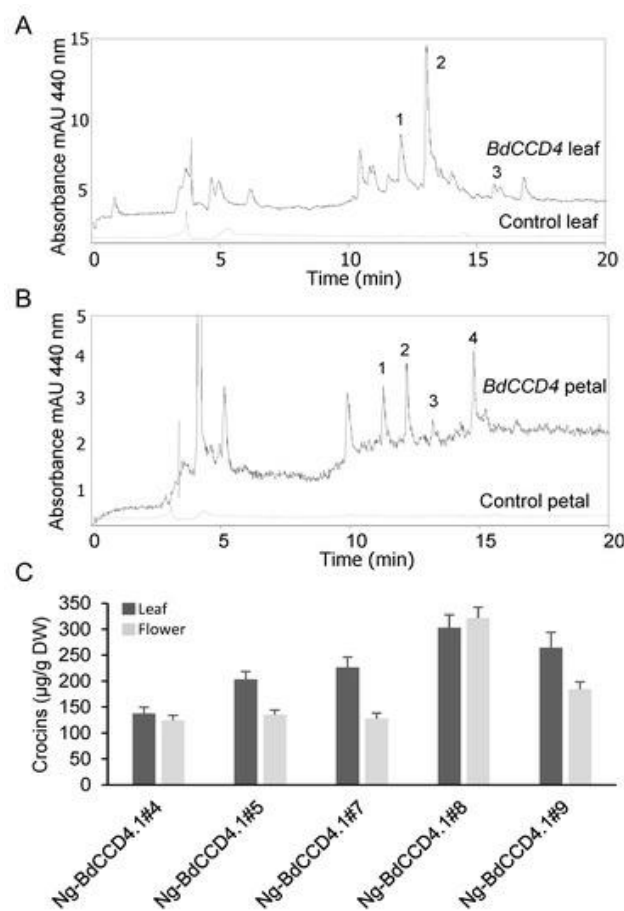 A
Absorbance mAU 440 nm
15
10
5
1
2
3
BdCCD4 leaf
Control leaf
0 5 10 15 20
Time (min)
B
Absorbance mAU 440 nm
5
4
3
2
1
1
2
3
4
BdCCD4 petal
Control petal
0 5 10 15 20
Time (min)
C
Crocins (µg/g DW)
350
300
250
200
150
100
50
0
Leaf
Flower
Ng-BdCCD4.1#4
Ng-BdCCD4.1#5
Ng-BdCCD4.1#7
Ng-BdCCD4.1#8
Ng-BdCCD4.1#9